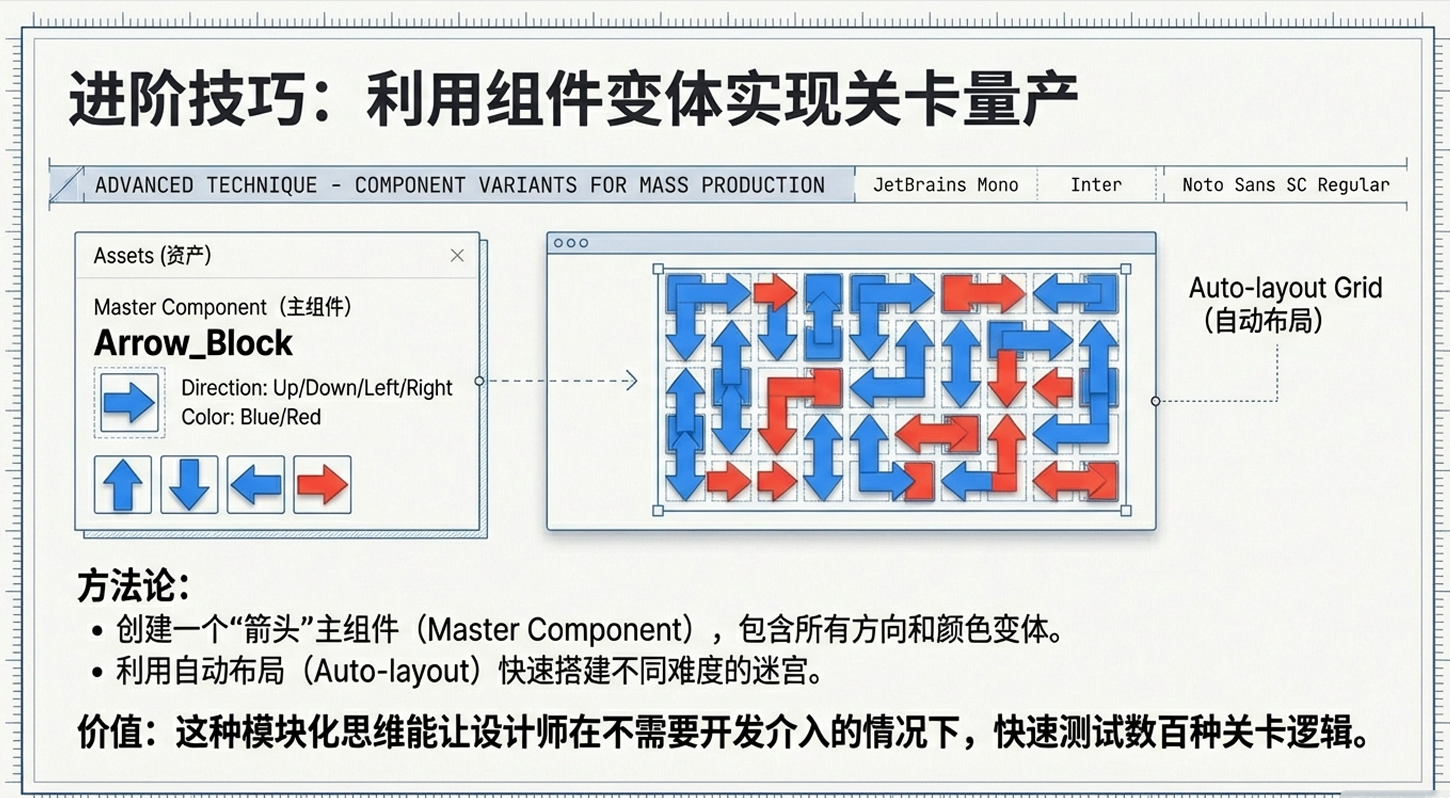 进阶技巧：利用组件变体实现关卡量产
ADVANCED TECHNIQUE - COMPONENT VARIANTS FOR MASS PRODUCTION
JetBrains Mono
Inter
Noto Sans SC Regular
Assets (资产)
Master Component（主组件）
Arrow_Block
Direction: Up/Down/Left/Right
Color: Blue/Red
Auto-layout Grid
（自动布局）
方法论：
• 创建一个“箭头”主组件（Master Component），包含所有方向和颜色变体。
• 利用自动布局（Auto-layout）快速搭建不同难度的迷宫。
价值：这种模块化思维能让设计师在不需要开发介入的情况下，快速测试数百种关卡逻辑。